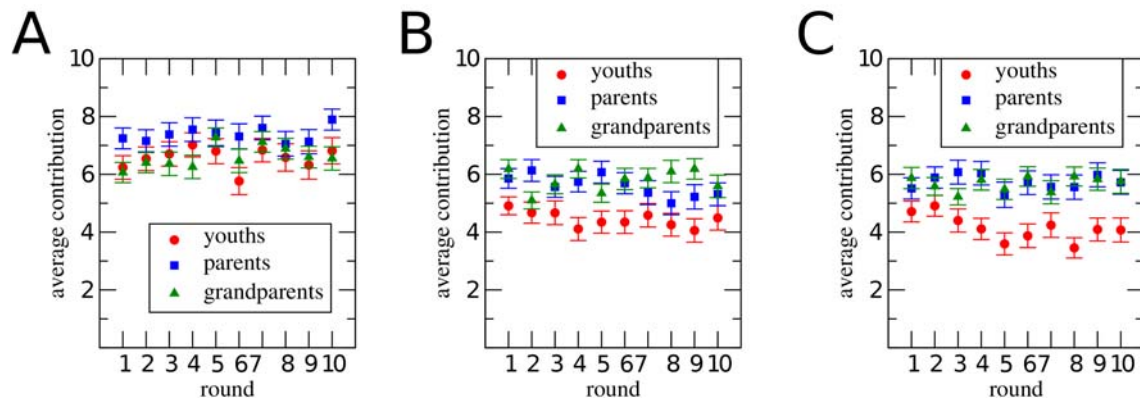 A
average contribution
10
8
6
4
2
youths
parents
grandparents
1 2 3 4 5 67 8 9 10
round
B
average contribution
10
8
6
4
2
youths
parents
grandparents
1 2 3 4 5 67 8 9 10
round
C
average contribution
10
8
6
4
2
youths
parents
grandparents
1 2 3 4 5 67 8 9 10
round